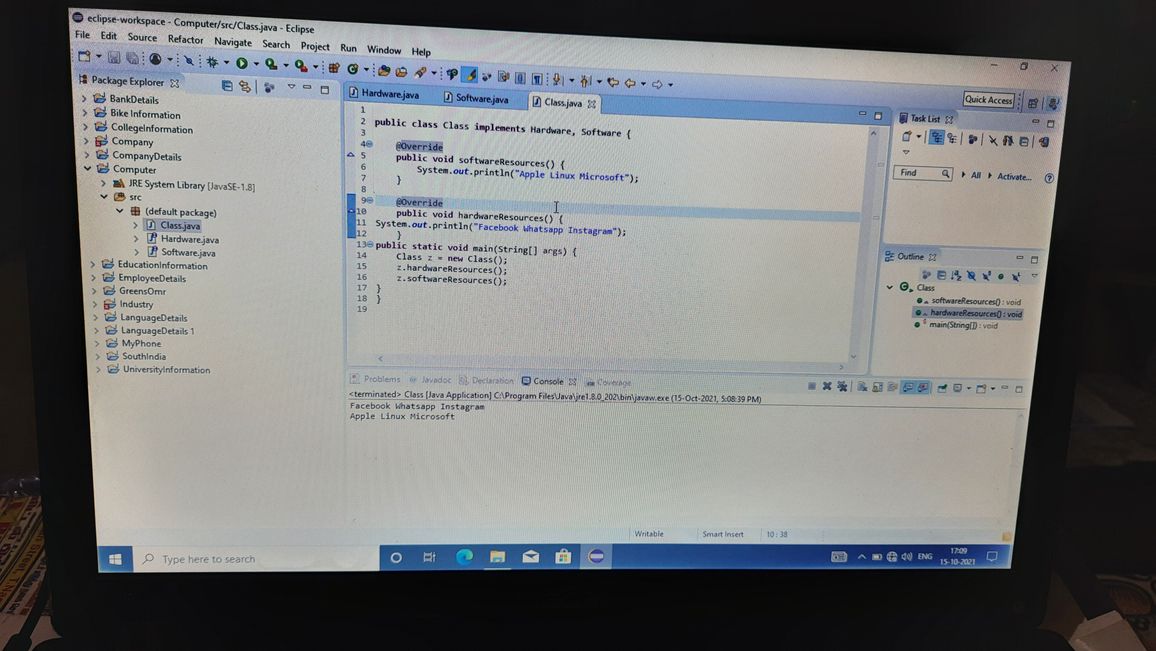 eclipse-workspace - Computer/src/Class.java - Eclipse
File Edit Source Refactor Navigate Search Project Run Window Help
Quick Access
Package Explorer
BankDetails
Bike Information
CollegeInformation
Company
CompanyDetails
Computer
JRE System Library [JavaSE-1.8]
src
(default package)
Class.java
Hardware.java
Software.java
EducationInformation
EmployeeDetails
GreensOmr
Industry
LanguageDetails
LanguageDetails 1
MyPhone
SouthIndia
UniversityInformation
Hardware.java Software.java Class.java
1
2 public class Class implements Hardware, Software {
3
4 @Override
5 public void softwareResources() {
6 System.out.println("Apple Linux Microsoft");
7 }
8
9 @Override
10 public void hardwareResources() {
11 System.out.println("Facebook Whatsapp Instagram");
12 }
13 public static void main(String[] args) {
14 Class z = new Class();
15 z.hardwareResources();
16 z.softwareResources();
17 }
18 }
19
Task List
Find All Activate...
Outline
Class
softwareResources() : void
hardwareResources() : void
main(String[]) : void
Problems Javadoc Declaration Console Coverage
<terminated> Class [Java Application] C:\Program Files\Java\jre1.8.0_202\bin\javaw.exe (15-Oct-2021, 5:08:39 PM)
Facebook Whatsapp Instagram
Apple Linux Microsoft
Writable Smart Insert 10:38
Type here to search
ENG
17:09
15-10-2021